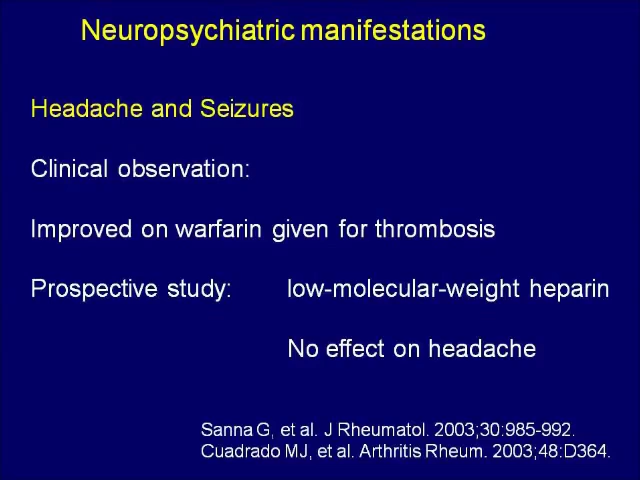 Neuropsychiatric manifestations
Headache and Seizures
Clinical observation:
Improved on warfarin given for thrombosis
Prospective study: low-molecular-weight heparin
No effect on headache
Sanna G, et al. J Rheumatol. 2003;30:985-992.
Cuadrado MJ, et al. Arthritis Rheum. 2003;48:D364.